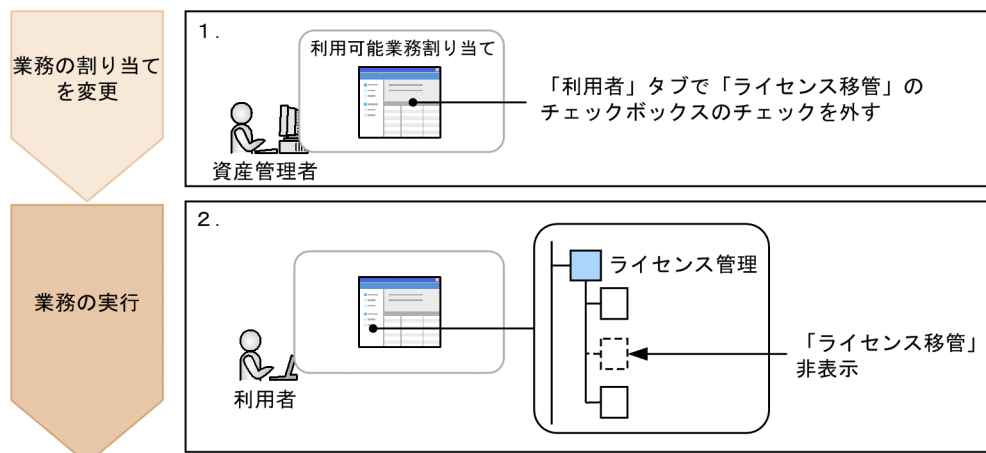 業務の割り当て
を変更
1.
利用可能業務割り当て
「利用者」タブで「ライセンス移管」の
チェックボックスのチェックを外す
資産管理者
業務の実行
2.
ライセンス管理
「ライセンス移管」
非表示
利用者